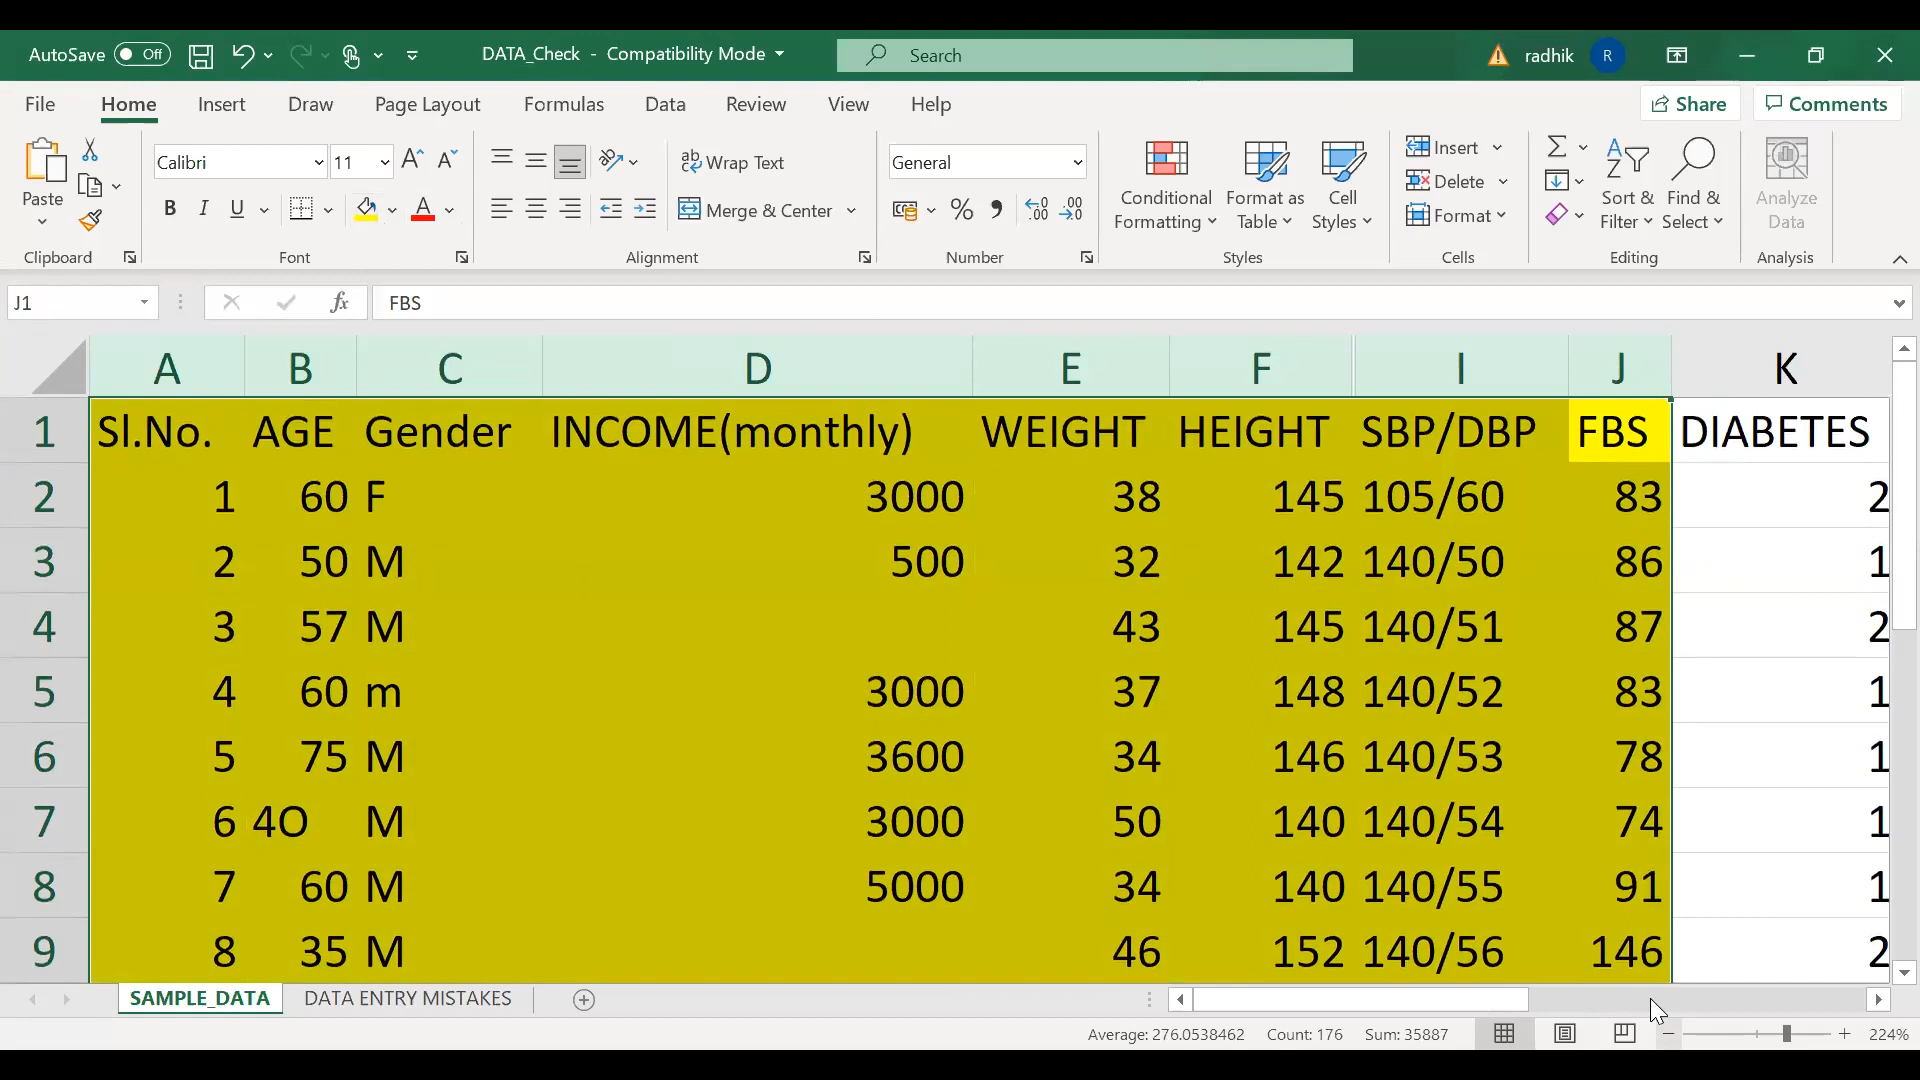 AutoSave Off DATA_Check - Compatibility Mode Search radhik R
File Home Insert Draw Page Layout Formulas Data Review View Help Share Comments
Paste Calibri 11 A A Wrap Text General Conditional Formatting Format as Table Cell Styles Insert Delete Format Sort & Filter Find & Select Analyze Data
B I U A Merge & Center % .00 .00
Clipboard Font Alignment Number Styles Cells Editing Analysis
J1 fx FBS
A B C D E F I J K
1 Sl.No. AGE Gender INCOME(monthly) WEIGHT HEIGHT SBP/DBP FBS DIABETES
2 1 60 F 3000 38 145 105/60 83 2
3 2 50 M 500 32 142 140/50 86 1
4 3 57 M 43 145 140/51 87 2
5 4 60 m 3000 37 148 140/52 83 1
6 5 75 M 3600 34 146 140/53 78 1
7 6 4O M 3000 50 140 140/54 74 1
8 7 60 M 5000 34 140 140/55 91 1
9 8 35 M 46 152 140/56 146 2
SAMPLE_DATA DATA ENTRY MISTAKES
Average: 276.0538462 Count: 176 Sum: 35887 224%